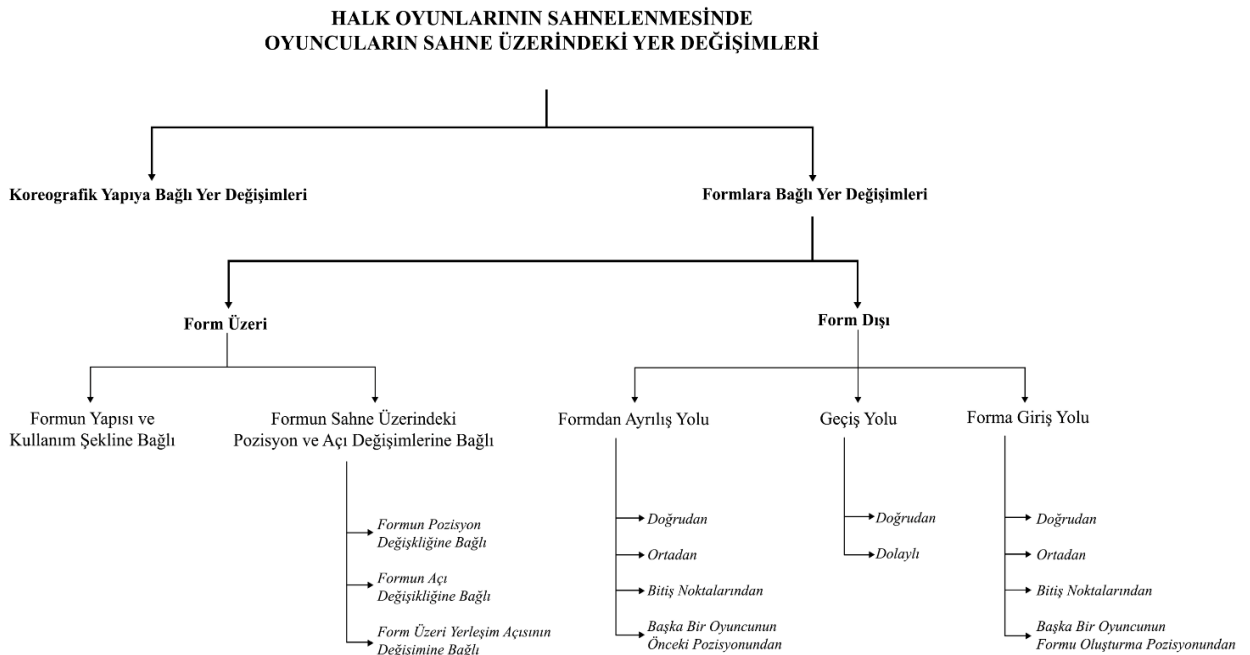 HALK OYUNLARININ SAHNELENMESİNDE
OYUNCULARIN SAHNE ÜZERİNDEKİ YER DEĞİŞİMLERİ
Koreografik Yapıya Bağlı Yer Değişimleri
Formlara Bağlı Yer Değişimleri
Form Üzeri
Form Dışı
Formun Yapısı ve
Kullanım Şekline Bağlı
Formun Sahne Üzerindeki
Pozisyon ve Açı Değişimlerine Bağlı
Formdan Ayrılış Yolu
Geçiş Yolu
Forma Giriş Yolu
Formun Pozisyon
Değişkliğine Bağlı
Formun Açı
Değişikliğine Bağlı
Form Üzeri Yerleşim Açısının
Değişimine Bağlı
Doğrudan
Ortadan
Bitiş Noktalarından
Başka Bir Oyuncunun
Önceki Pozisyonundan
Doğrudan
Dolaylı
Doğrudan
Ortadan
Bitiş Noktalarından
Başka Bir Oyuncunun
Formu Oluşturma Pozisyonundan